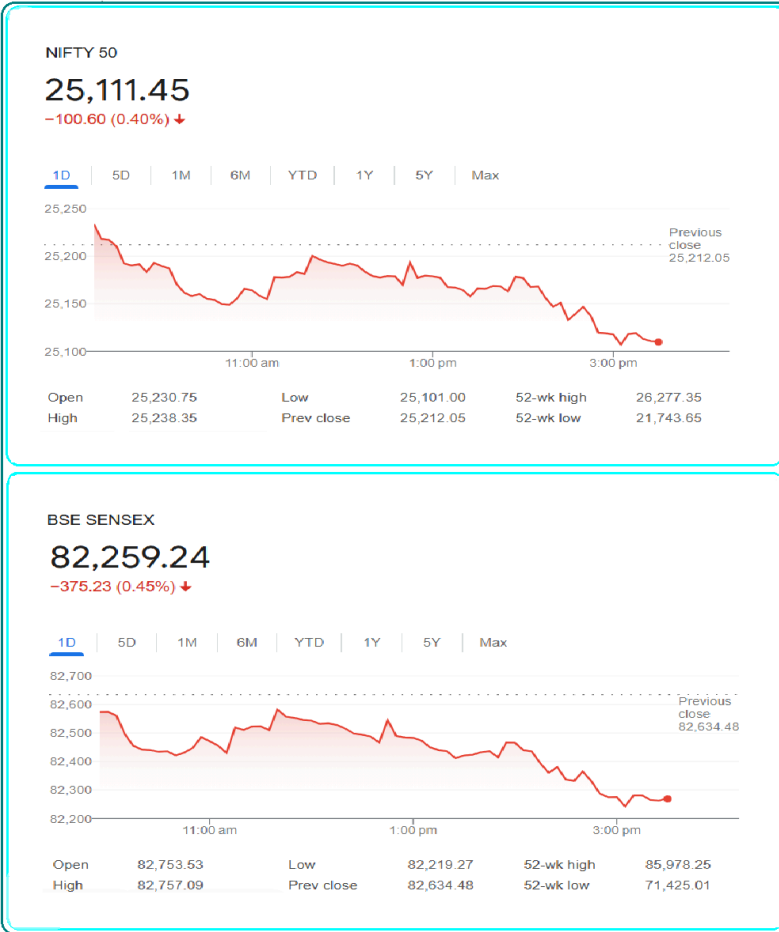 NIFTY 50
25,111.45
−100.60 (0.40%) ↓
1D 5D 1M 6M YTD 1Y 5Y Max
25,250
Previous
close
25,212.05
25,200
25,150
25,100
11:00 am 1:00 pm 3:00 pm
Open 25,230.75 Low 25,101.00 52-wk high 26,277.35
High 25,238.35 Prev close 25,212.05 52-wk low 21,743.65
BSE SENSEX
82,259.24
−375.23 (0.45%) ↓
1D 5D 1M 6M YTD 1Y 5Y Max
82,700
Previous
close
82,634.48
82,600
82,500
82,400
82,300
82,200
11:00 am 1:00 pm 3:00 pm
Open 82,753.53 Low 82,219.27 52-wk high 85,978.25
High 82,757.09 Prev close 82,634.48 52-wk low 71,425.01